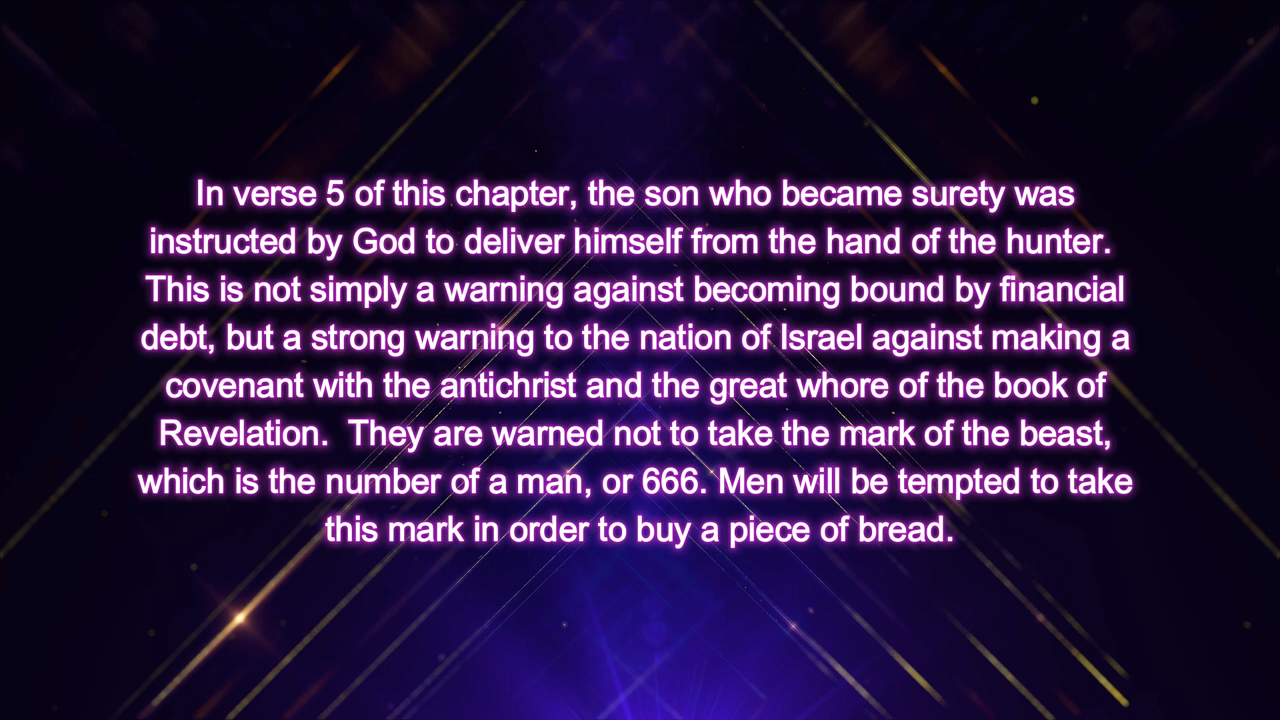 In verse 5 of this chapter, the son who became surety was
instructed by God to deliver himself from the hand of the hunter.
This is not simply a warning against becoming bound by financial
debt, but a strong warning to the nation of Israel against making a
covenant with the antichrist and the great whore of the book of
Revelation.  They are warned not to take the mark of the beast,
which is the number of a man, or 666. Men will be tempted to take
this mark in order to buy a piece of bread.